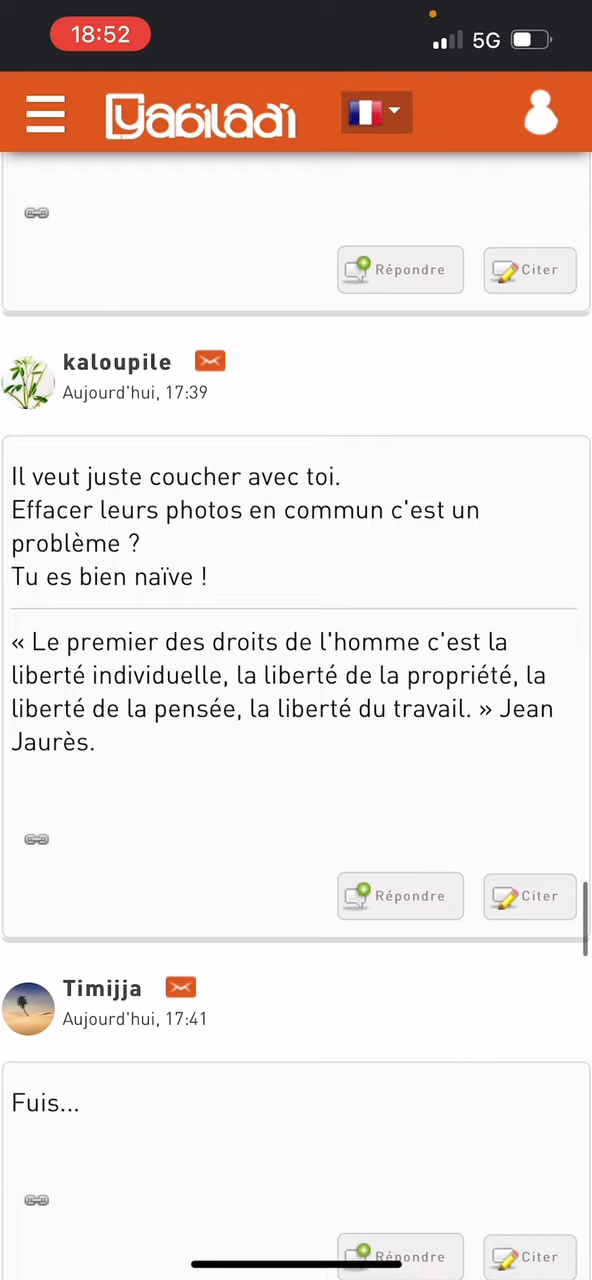 18:52
5G
Yabiladi
Répondre
Citer
kaloupile
Aujourd'hui, 17:39
Il veut juste coucher avec toi.
Effacer leurs photos en commun c'est un
problème ?
Tu es bien naïve !
« Le premier des droits de l'homme c'est la
liberté individuelle, la liberté de la propriété, la
liberté de la pensée, la liberté du travail. » Jean
Jaurès.
Répondre
Citer
Timijja
Aujourd'hui, 17:41
Fuis...
Répondre
Citer